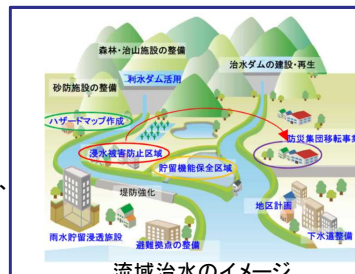 森林・治山施設の整備
治水ダムの建設・再生
利水ダム活用
砂防施設の整備
ハザードマップ作成
防災集団移転事業
浸水被害防止区域
貯留機能保全区域
堤防強化
地区計画
雨水貯留浸透施設
避難拠点の整備
下水道整備
流域治水のイメージ
、